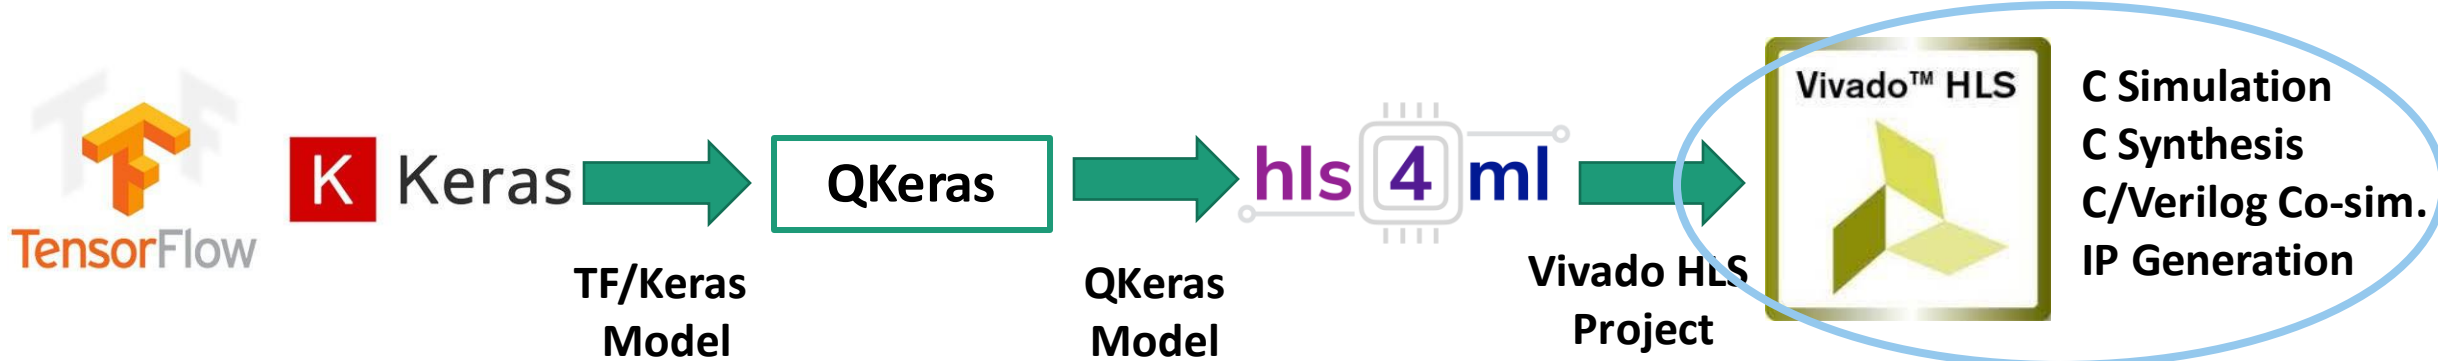 TensorFlow
K Keras
TF/Keras
Model
QKeras
QKeras
Model
hls 4 ml
Vivado HLS
Project
Vivado™ HLS
C Simulation
C Synthesis
C/Verilog Co-sim.
IP Generation